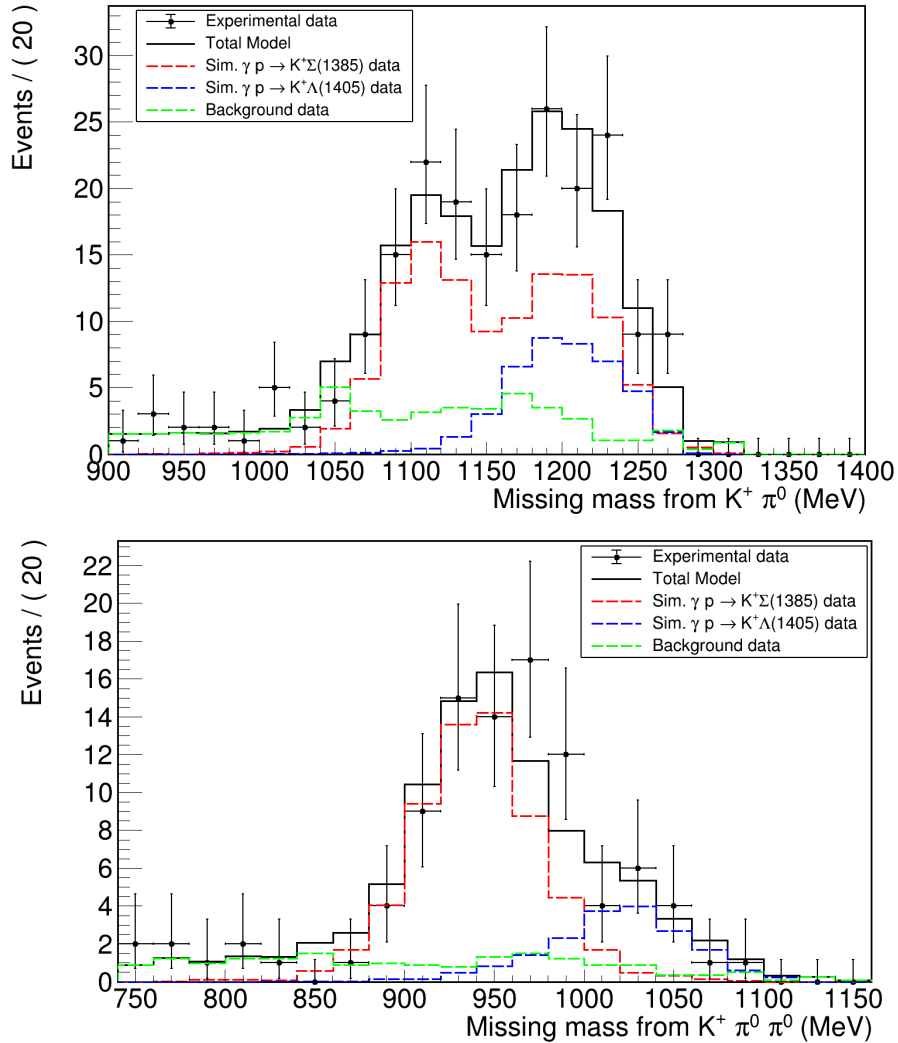 Events / ( 20 )
30
25
20
15
10
5
0
Experimental data
Total Model
Sim. γ p → K⁺Σ(1385) data
Sim. γ p → K⁺Λ(1405) data
Background data
900 950 1000 1050 1100 1150 1200 1250 1300 1350 1400
Missing mass from K⁺ π⁰ (MeV)
Events / ( 20 )
22
20
18
16
14
12
10
8
6
4
2
0
Experimental data
Total Model
Sim. γ p → K⁺Σ(1385) data
Sim. γ p → K⁺Λ(1405) data
Background data
750 800 850 900 950 1000 1050 1100 1150
Missing mass from K⁺ π⁰ π⁰ (MeV)